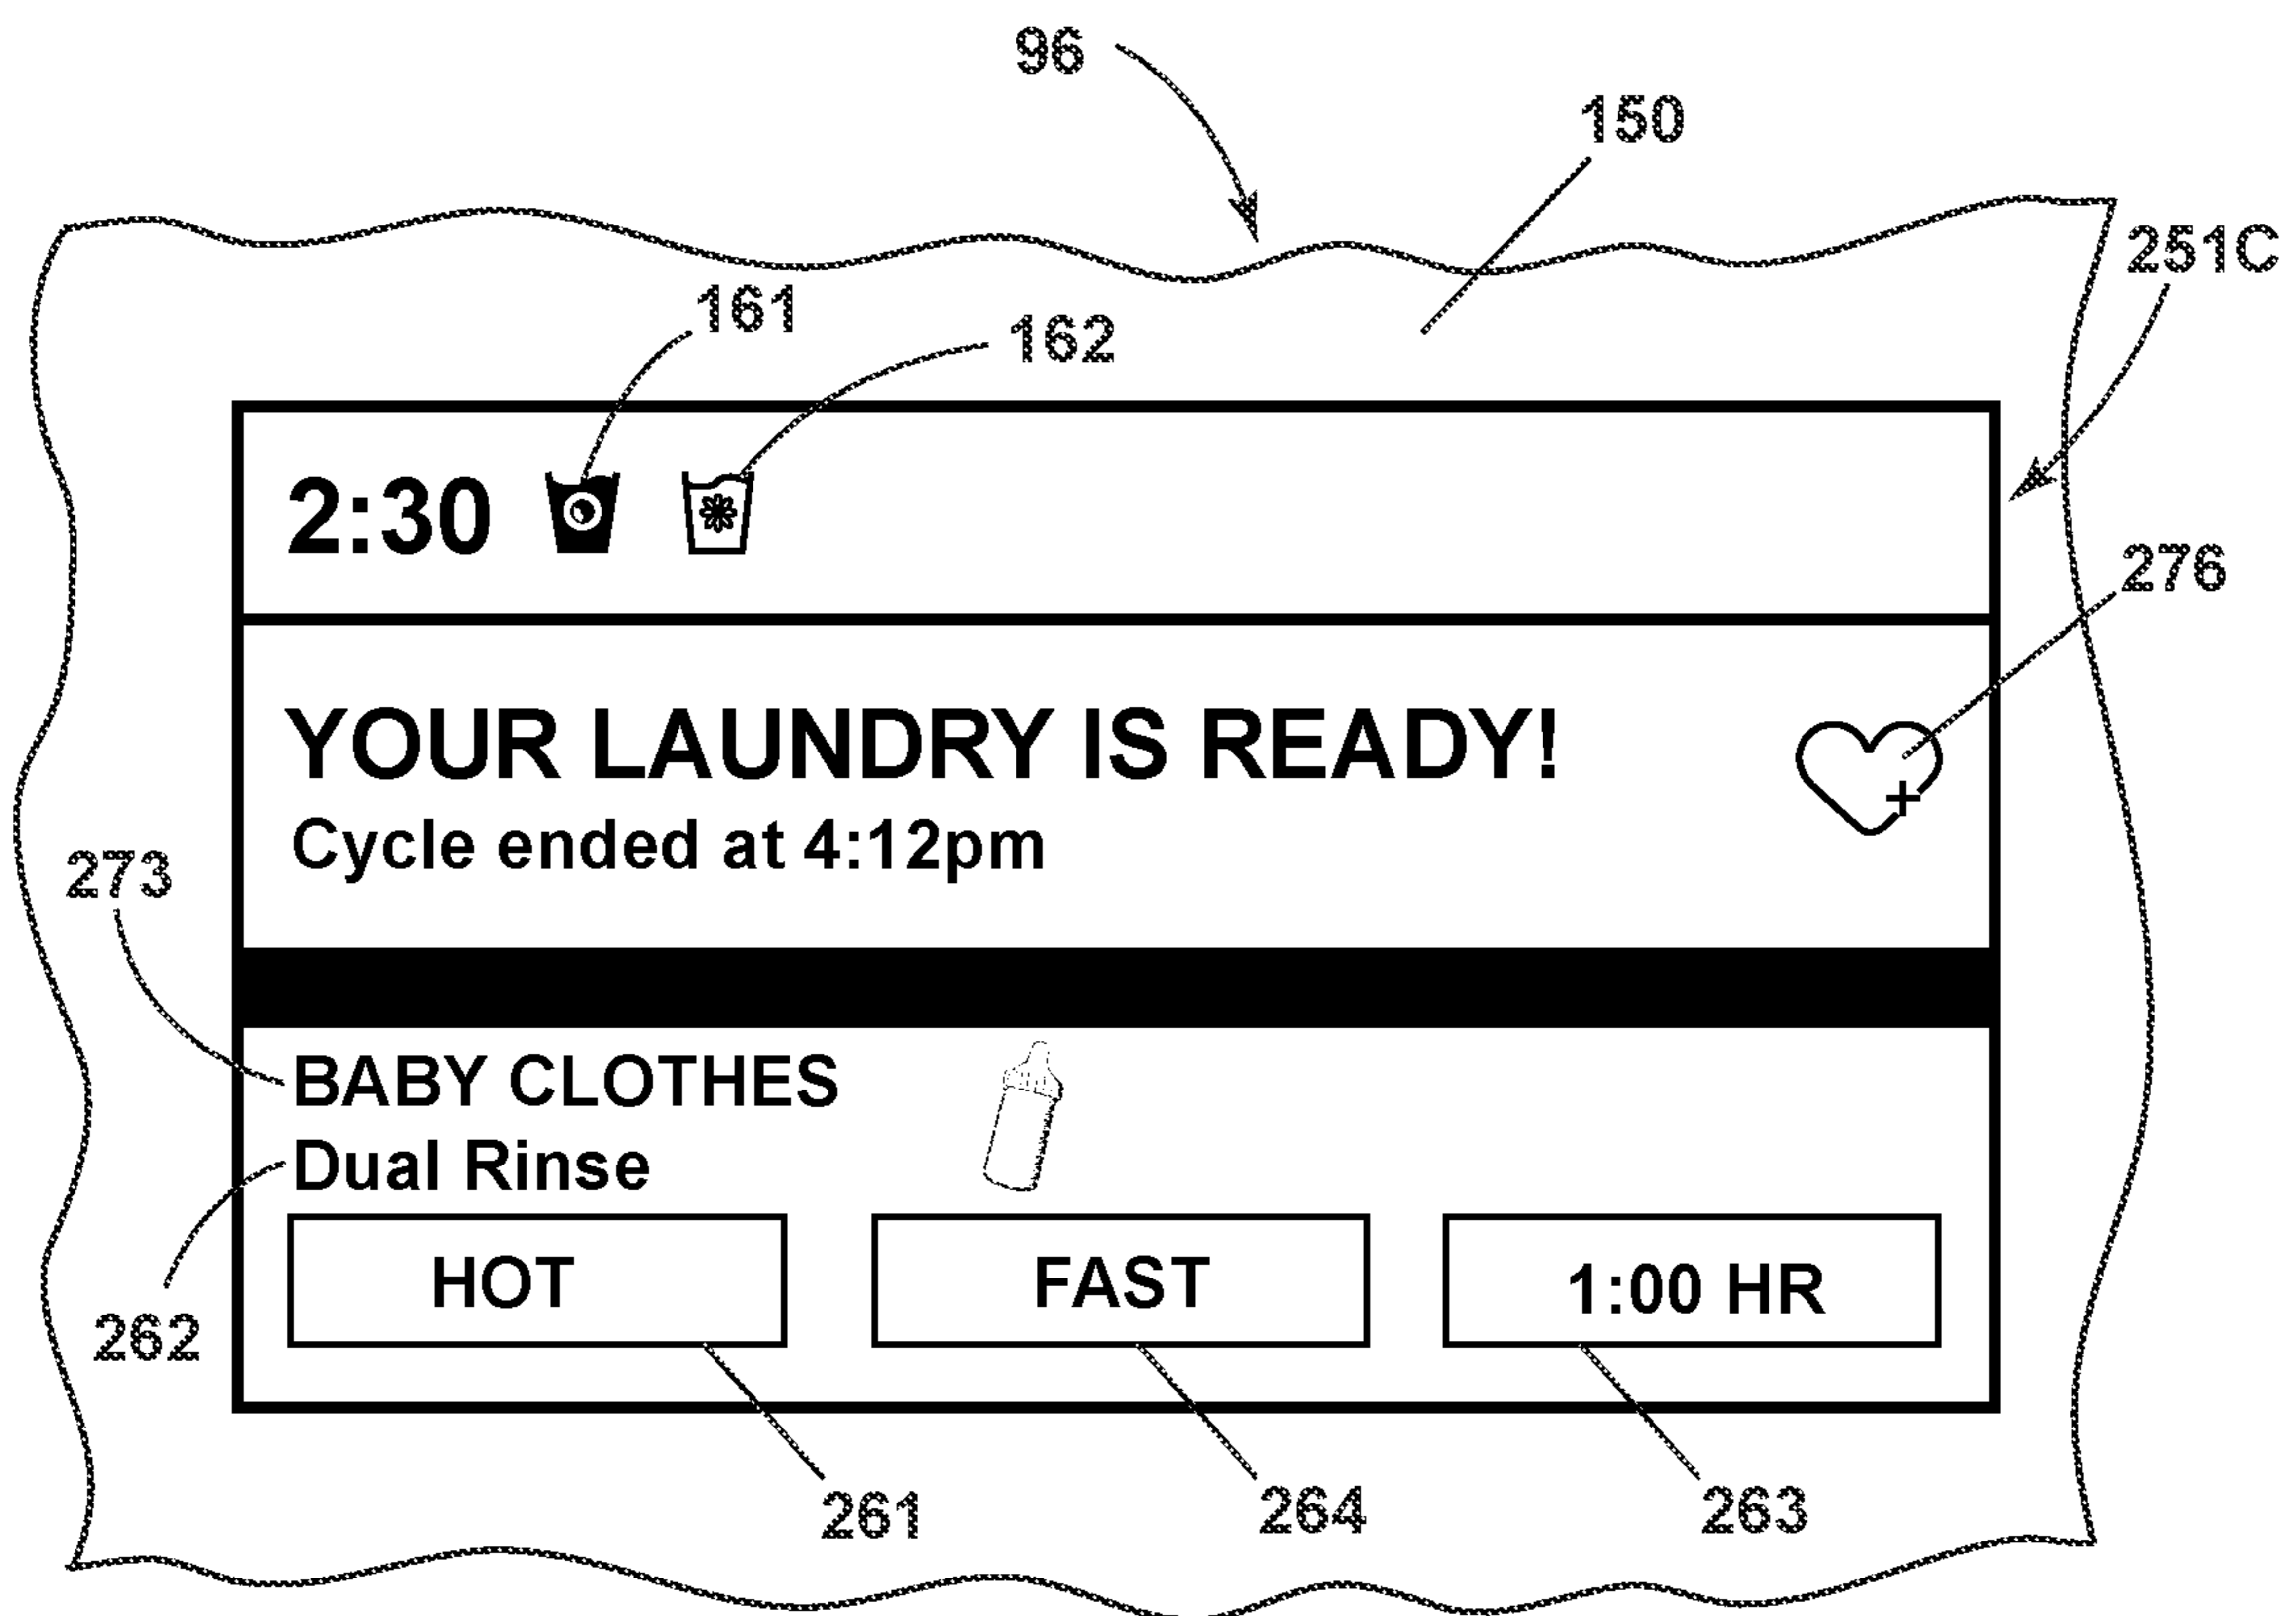 96
150
251C
161
162
2:30
276
YOUR LAUNDRY IS READY!
Cycle ended at 4:12pm
273
BABY CLOTHES
Dual Rinse
262
HOT FAST 1:00 HR
261 264 263